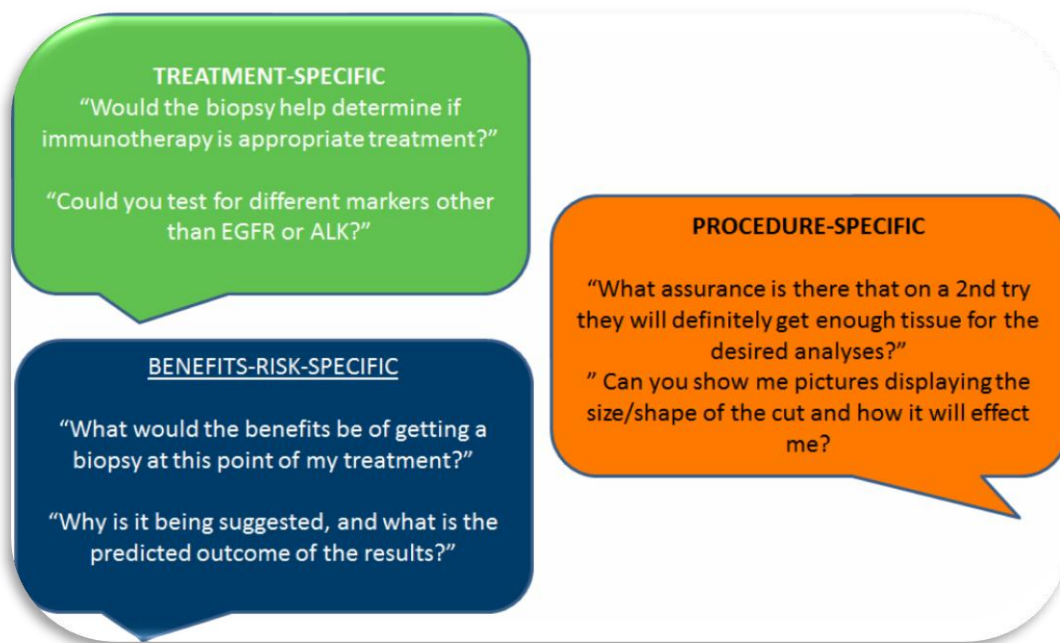 TREATMENT-SPECIFIC
“Would the biopsy help determine if
immunotherapy is appropriate treatment?”
“Could you test for different markers other
than EGFR or ALK?”
BENEFITS-RISK-SPECIFIC
“What would the benefits be of getting a
biopsy at this point of my treatment?”
“Why is it being suggested, and what is the
predicted outcome of the results?”
PROCEDURE-SPECIFIC
“What assurance is there that on a 2nd try
they will definitely get enough tissue for the
desired analyses?”
” Can you show me pictures displaying the
size/shape of the cut and how it will effect
me?